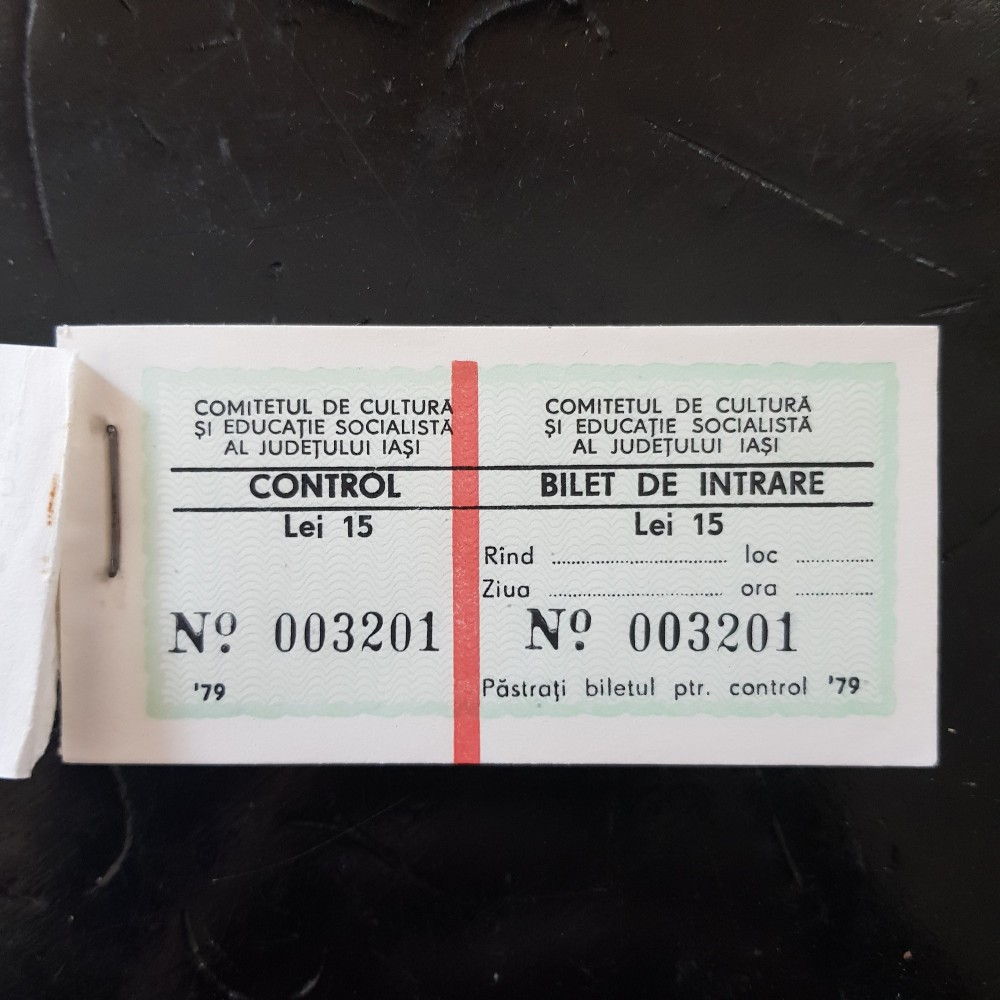 COMITETUL DE CULTURĂ
ȘI EDUCAȚIE SOCIALISTĂ
AL JUDEȚULUI IAȘI
CONTROL
Lei 15
Nº 003201
'79
COMITETUL DE CULTURĂ
ȘI EDUCAȚIE SOCIALISTĂ
AL JUDEȚULUI IAȘI
BILET DE INTRARE
Lei 15
Rînd .......................... loc ............
Ziua .......................... ora ............
Nº 003201
Păstrați biletul ptr. control '79